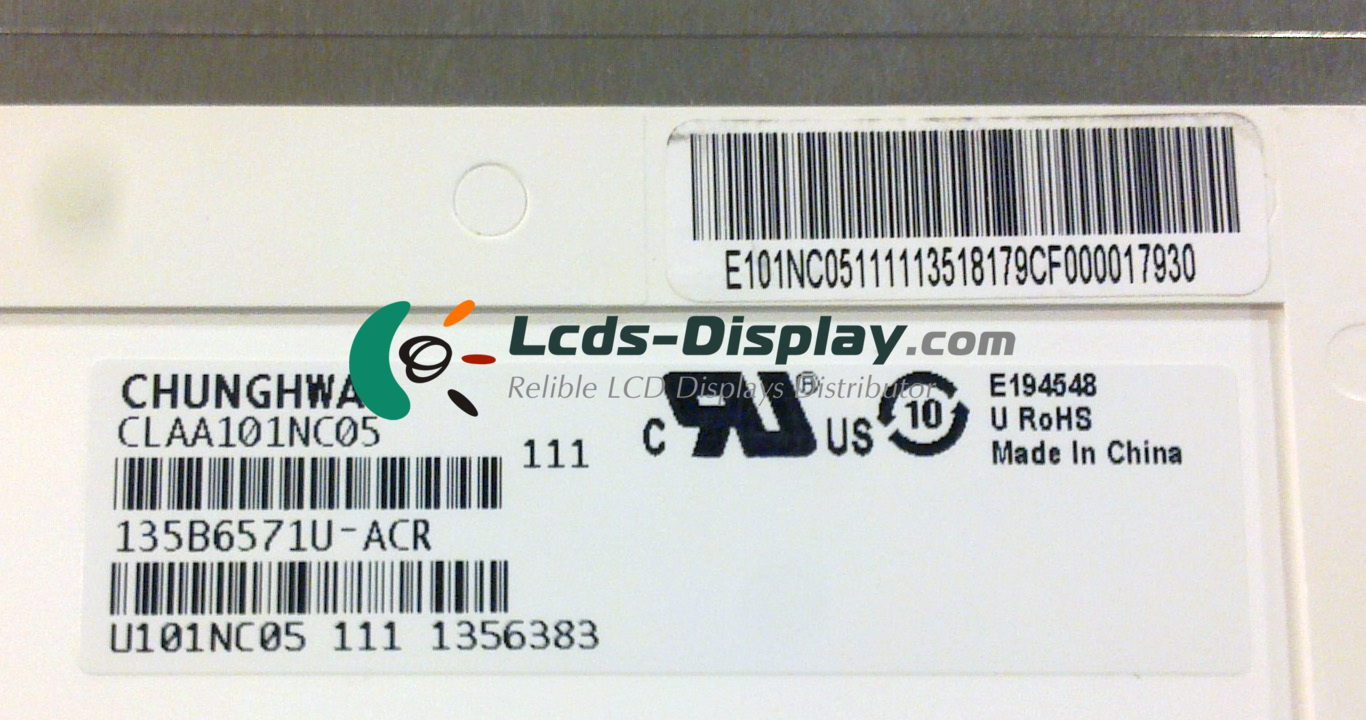 E101NC05111113518179CF000017930
Lcds-Display.com
Relible LCD Displays Distributor
CHUNGHWA
CLAA101NC05
111
C RU® US
10
E194548
U RoHS
Made In China
135B6571U-ACR
U101NC05 111 1356383